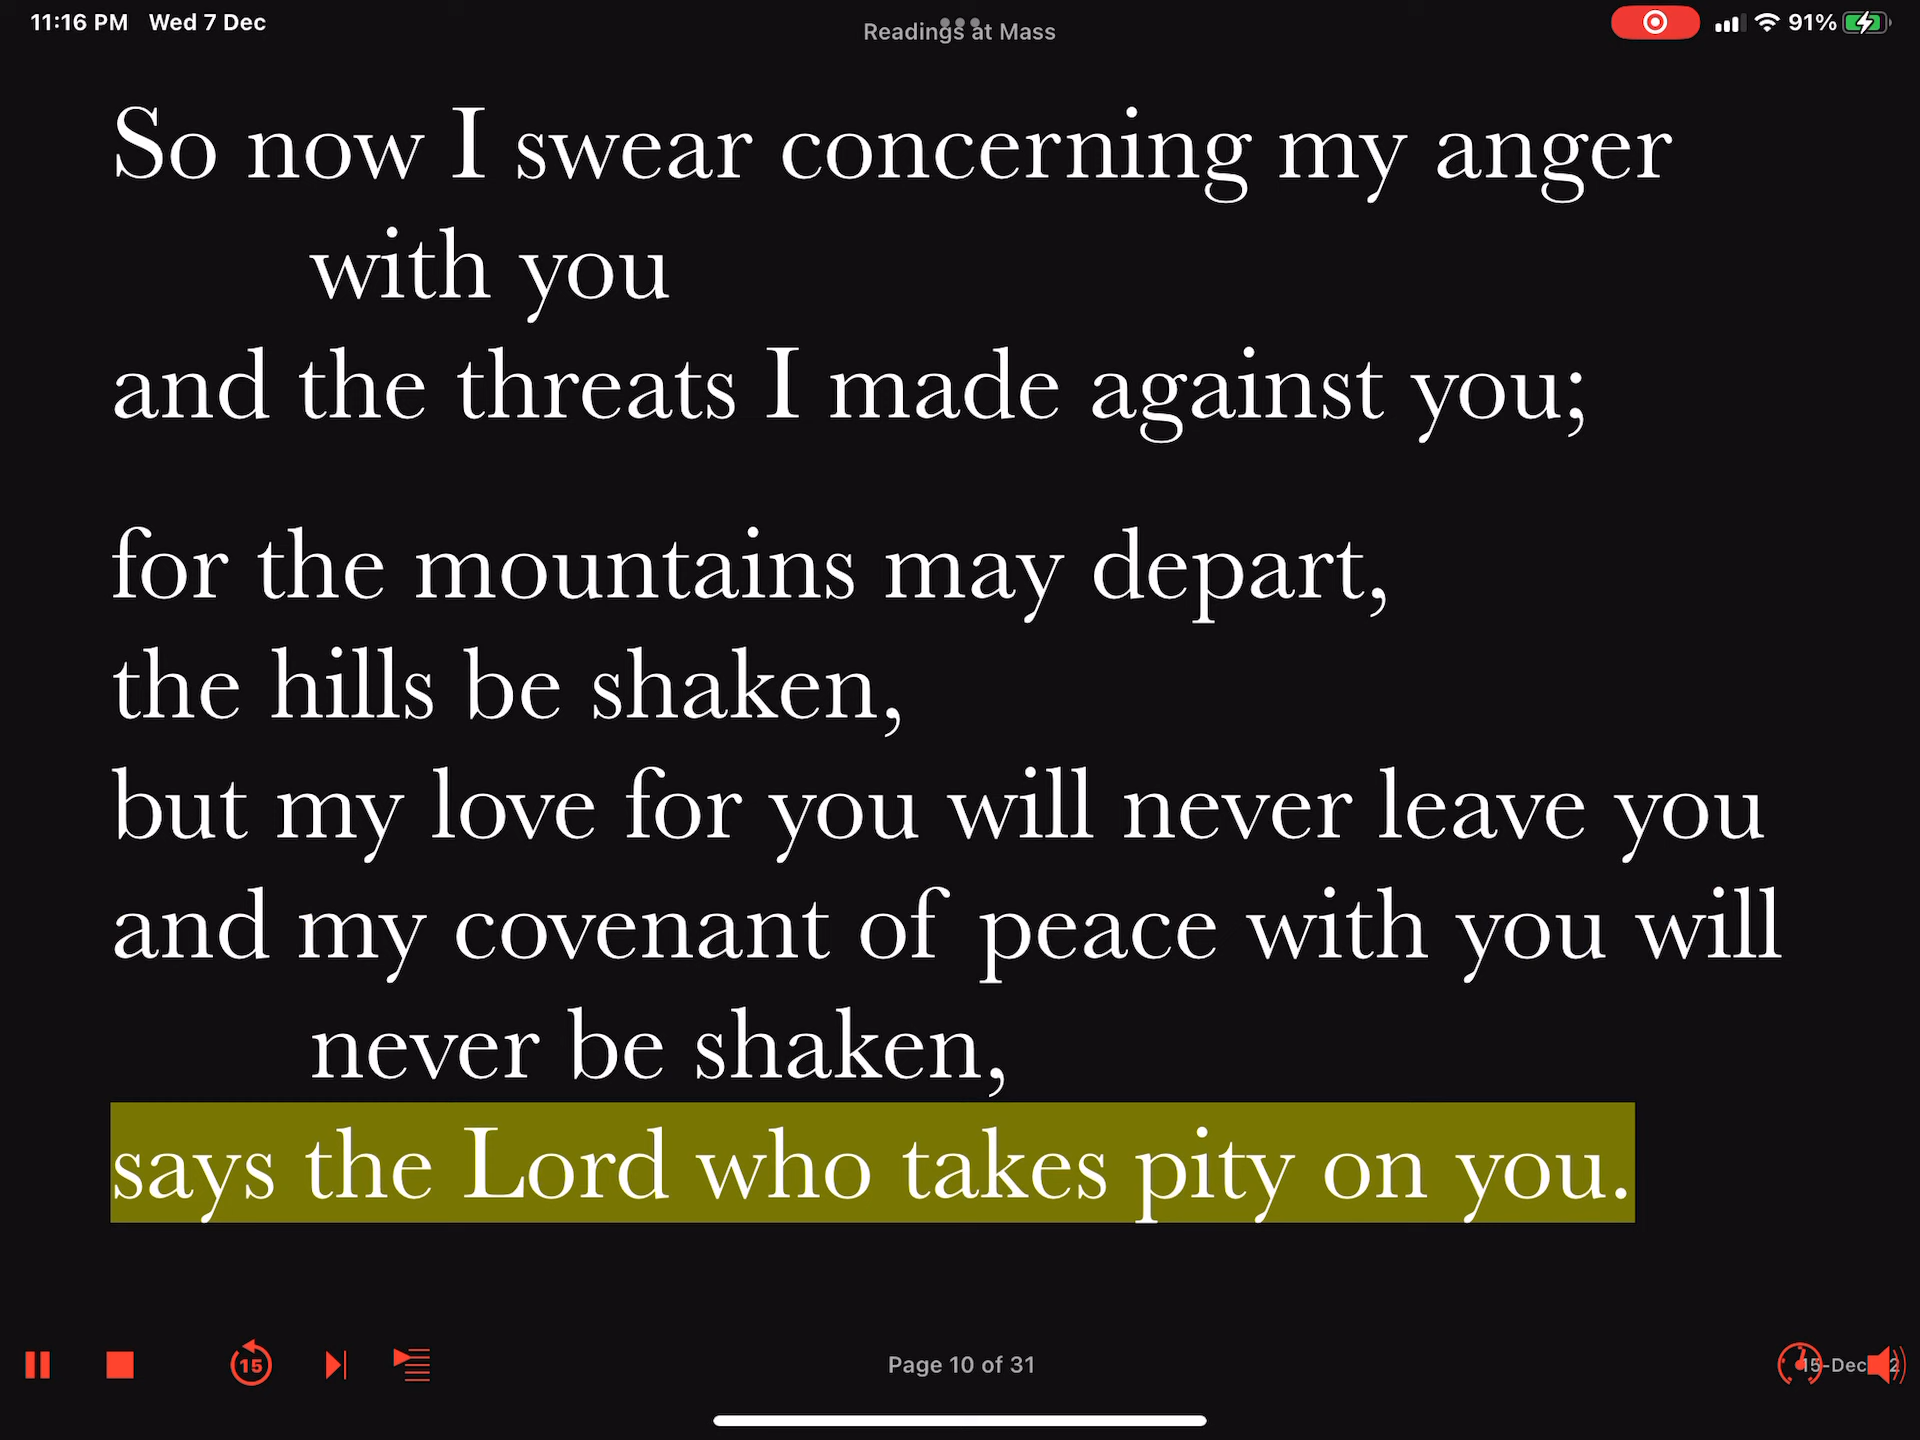 11:16 PM Wed 7 Dec
Readings at Mass
91%
So now I swear concerning my anger
with you
and the threats I made against you;
for the mountains may depart,
the hills be shaken,
but my love for you will never leave you
and my covenant of peace with you will
never be shaken,
says the Lord who takes pity on you.
15
Page 10 of 31
15-Dec